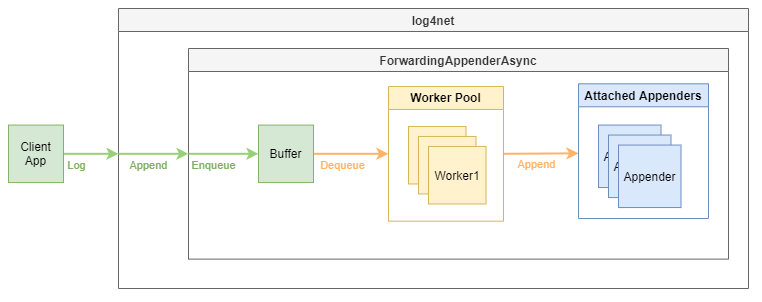 log4net
ForwardingAppenderAsync
Worker Pool
Attached Appenders
Client
App
Log
Append
Enqueue
Buffer
Dequeue
Worker1
Append
A
A
Appender